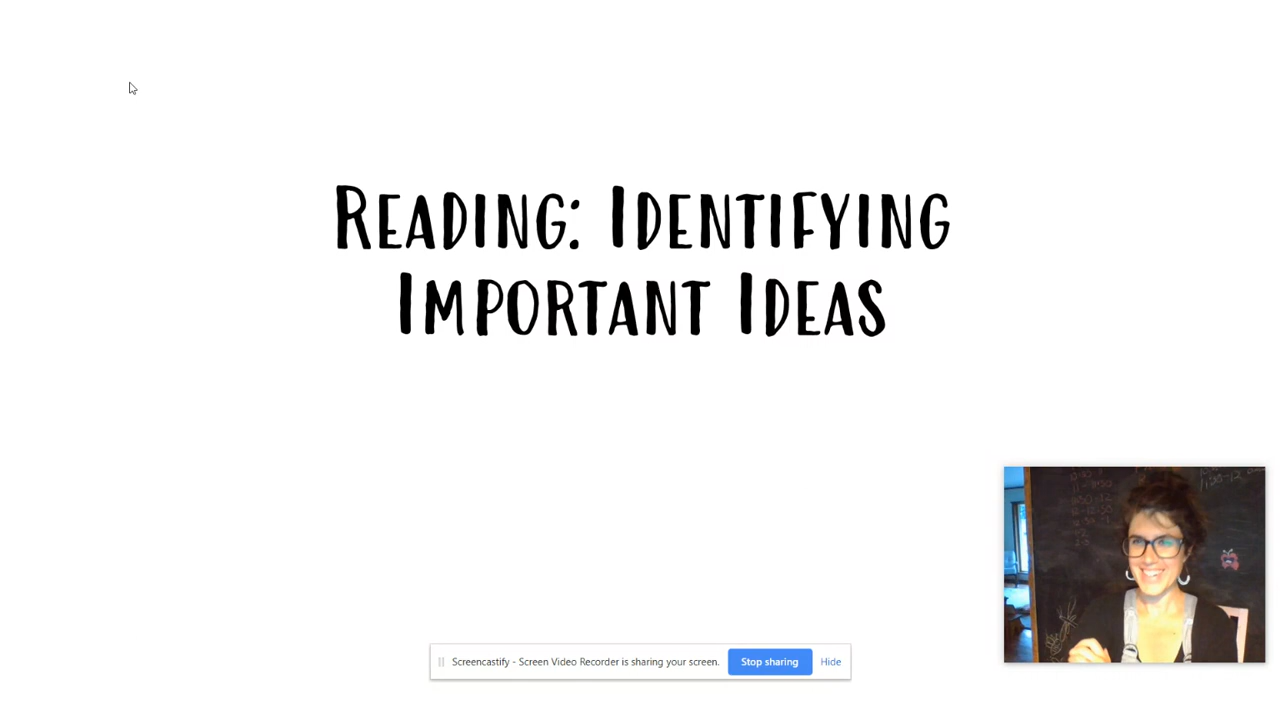 READING: IDENTIFYING
IMPORTANT IDEAS
Screencastify - Screen Video Recorder is sharing your screen.
Stop sharing
Hide